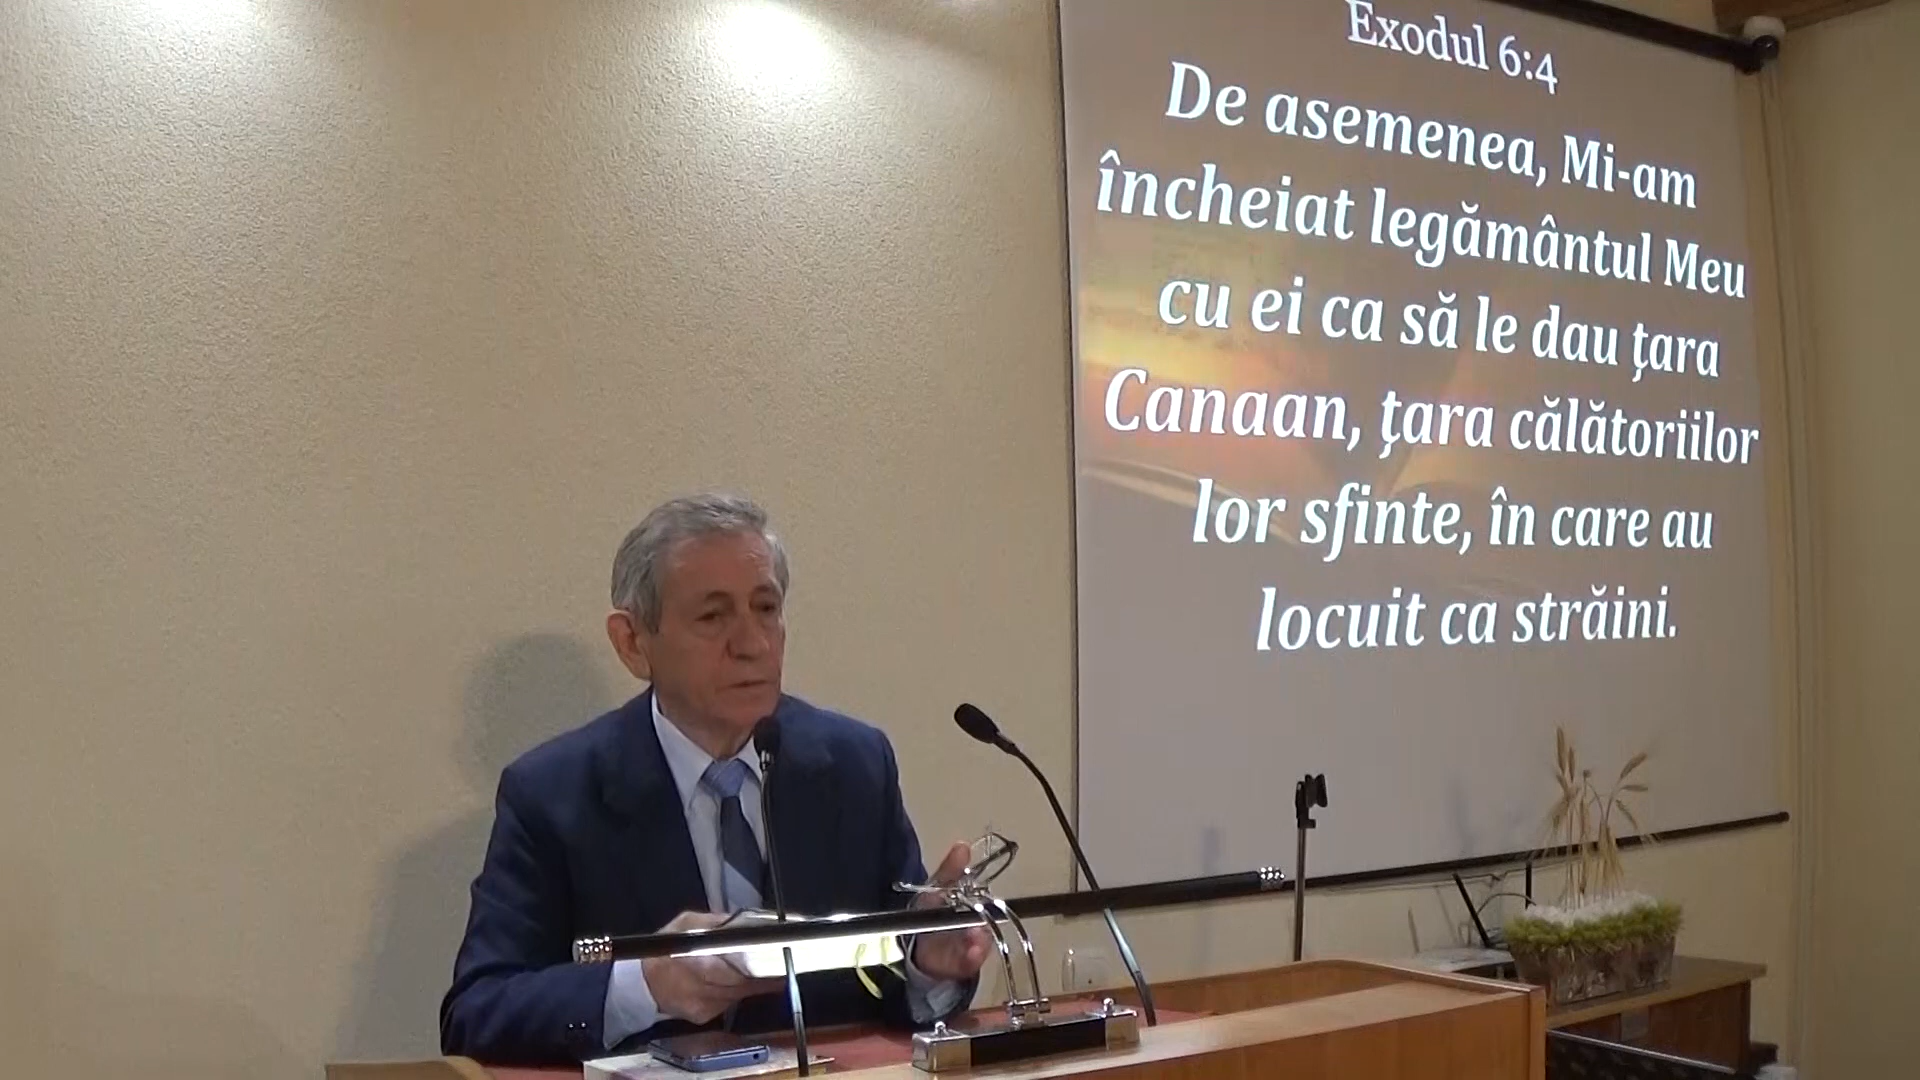 Exodul 6:4
De asemenea, Mi-am
încheiat legământul Meu
cu ei ca să le dau țara
Canaan, țara călătoriilor
lor sfinte, în care au
locuit ca străini.